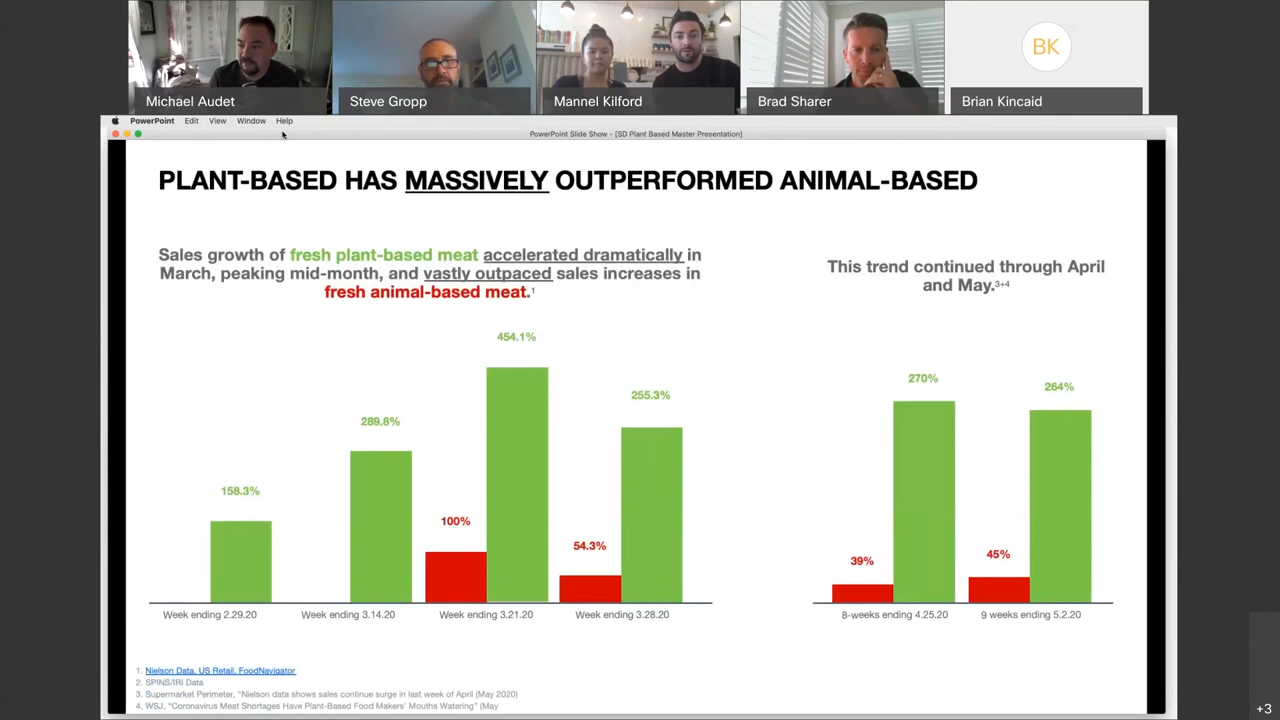 Michael Audet
Steve Gropp
Mannel Kilford
Brad Sharer
BK
Brian Kincaid
PowerPoint Edit View Window Help
PowerPoint Slide Show - [SD Plant Based Master Presentation]
PLANT-BASED HAS MASSIVELY OUTPERFORMED ANIMAL-BASED
Sales growth of fresh plant-based meat accelerated dramatically in
March, peaking mid-month, and vastly outpaced sales increases in
fresh animal-based meat.1
This trend continued through April
and May.3+4
158.3%
289.8%
100%
454.1%
54.3%
255.3%
39%
270%
45%
264%
Week ending 2.29.20
Week ending 3.14.20
Week ending 3.21.20
Week ending 3.28.20
8-weeks ending 4.25.20
9 weeks ending 5.2.20
1. Nielson Data, US Retail, FoodNavigator
2. SPINS/IRI Data
3. Supermarket Perimeter, "Nielson data shows sales continue surge in last week of April (May 2020)
4. WSJ, "Coronavirus Meat Shortages Have Plant-Based Food Makers' Mouths Watering" (May
+3